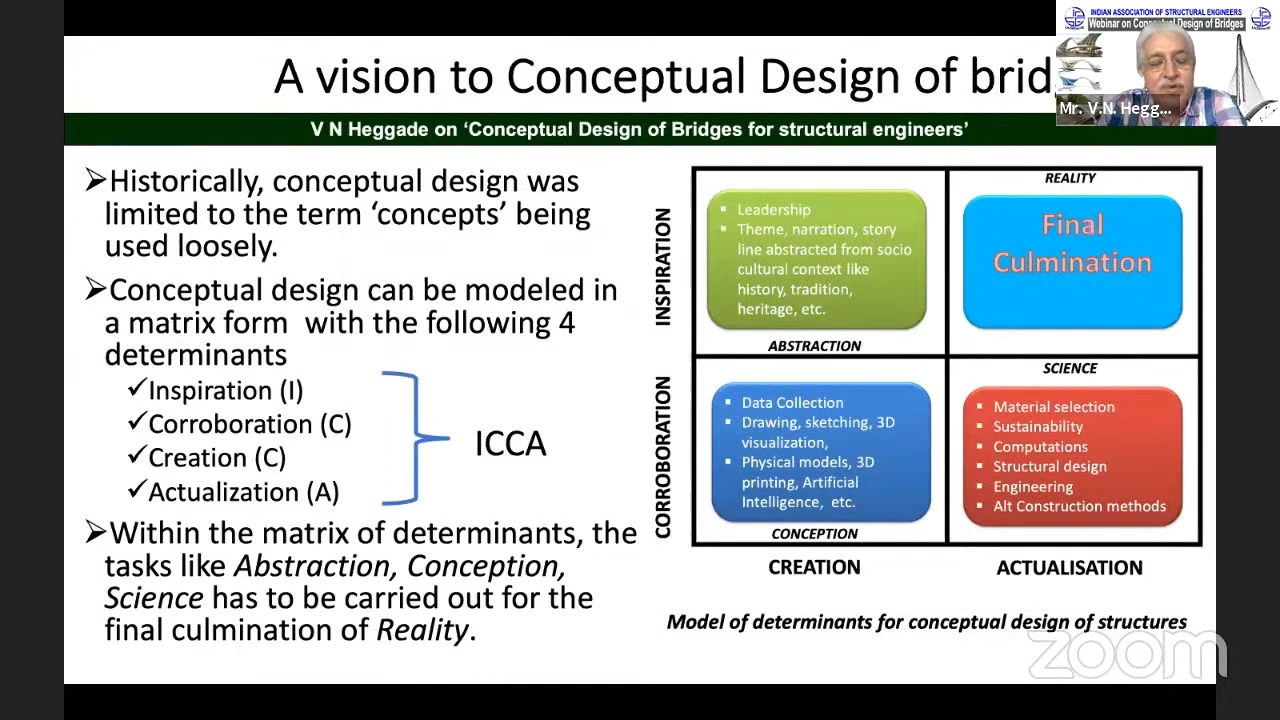 INDIAN ASSOCIATION OF STRUCTURAL ENGINEERS
Webinar on Conceptual Design of Bridges
Mr. V.N. Hegg...
A vision to Conceptual Design of brid
V N Heggade on ‘Conceptual Design of Bridges for structural engineers’
➢Historically, conceptual design was
limited to the term ‘concepts’ being
used loosely.
➢Conceptual design can be modeled in
a matrix form with the following 4
determinants
✓Inspiration (I)
✓Corroboration (C)
✓Creation (C)
✓Actualization (A)
ICCA
➢Within the matrix of determinants, the
tasks like Abstraction, Conception,
Science has to be carried out for the
final culmination of Reality.
INSPIRATION
▪ Leadership
▪ Theme, narration, story
line abstracted from socio
cultural context like
history, tradition,
heritage, etc.
ABSTRACTION
REALITY
Final
Culmination
CORROBORATION
▪ Data Collection
▪ Drawing, sketching, 3D
visualization,
▪ Physical models, 3D
printing, Artificial
Intelligence, etc.
CONCEPTION
SCIENCE
▪ Material selection
▪ Sustainability
▪ Computations
▪ Structural design
▪ Engineering
▪ Alt Construction methods
CREATION
ACTUALISATION
Model of determinants for conceptual design of structures
zoom